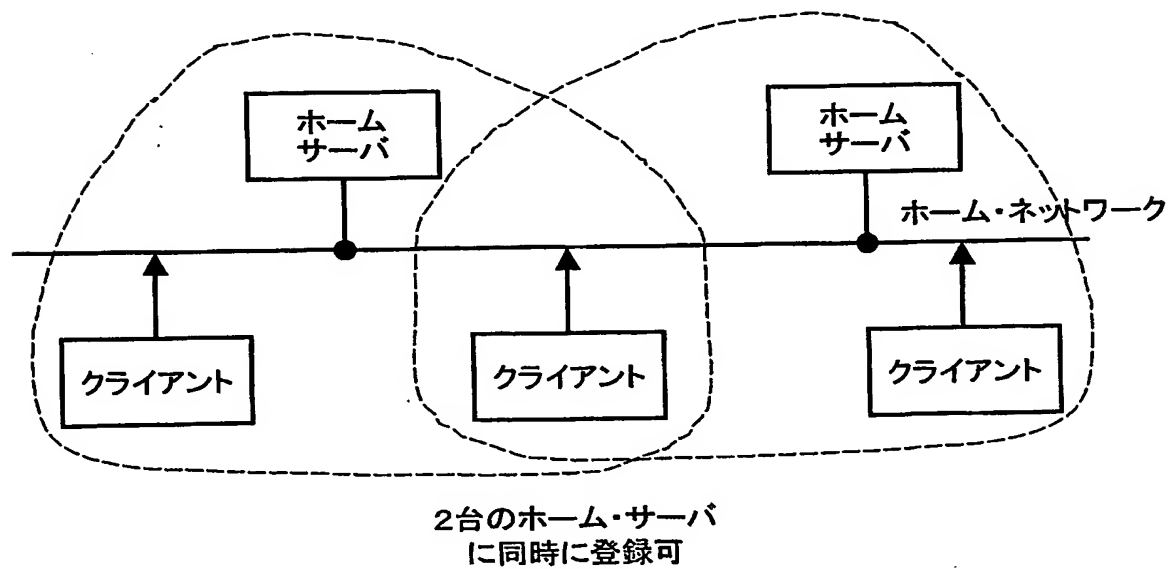 ホーム
サーバ
ホーム
サーバ
ホーム・ネットワーク
クライアント
クライアント
クライアント
2台のホーム・サーバ
に同時に登録可